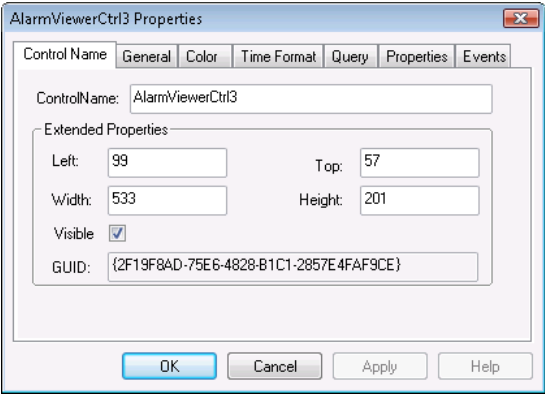 AlarmViewerCtrl3 Properties
Control Name General Color Time Format Query Properties Events
ControlName: AlarmViewerCtrl3
Extended Properties
Left: 99 Top: 57
Width: 533 Height: 201
Visible
GUID: {2F19F8AD-75E6-4828-B1C1-2857E4FAF9CE}
OK Cancel Apply Help